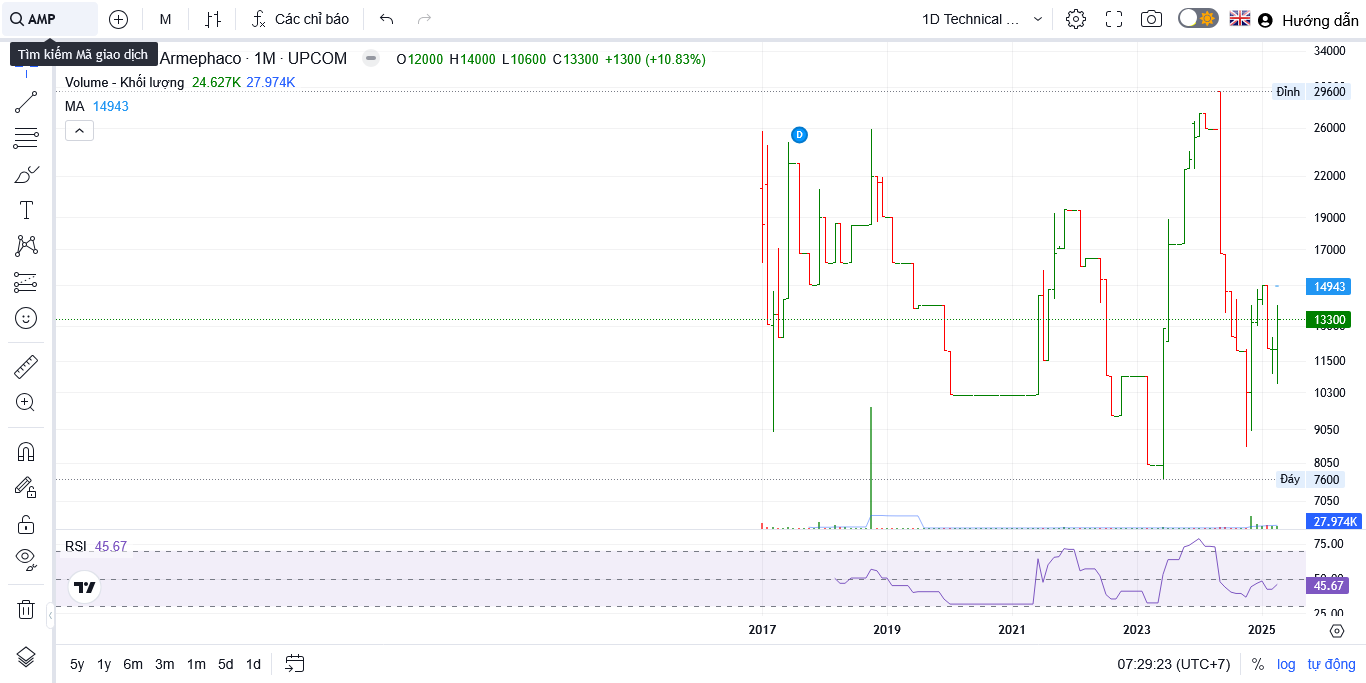 AMP M Các chỉ báo 1D Technical ... Hướng dẫn
Tìm kiếm Mã giao dịch Armephaco · 1M · UPCOM O12000 H14000 L10600 C13300 +1300 (+10.83%)
Volume - Khối lượng 24.627K 27.974K
MA 14943
D
34000
Đỉnh 29600
26000
22000
19000
17000
14943
13300
11500
10300
9050
8050
Đáy 7600
7050
27.974K
RSI 45.67
75.00
45.67
25.00
2017 2019 2021 2023 2025
5y 1y 6m 3m 1m 5d 1d 07:29:23 (UTC+7) % log tự động